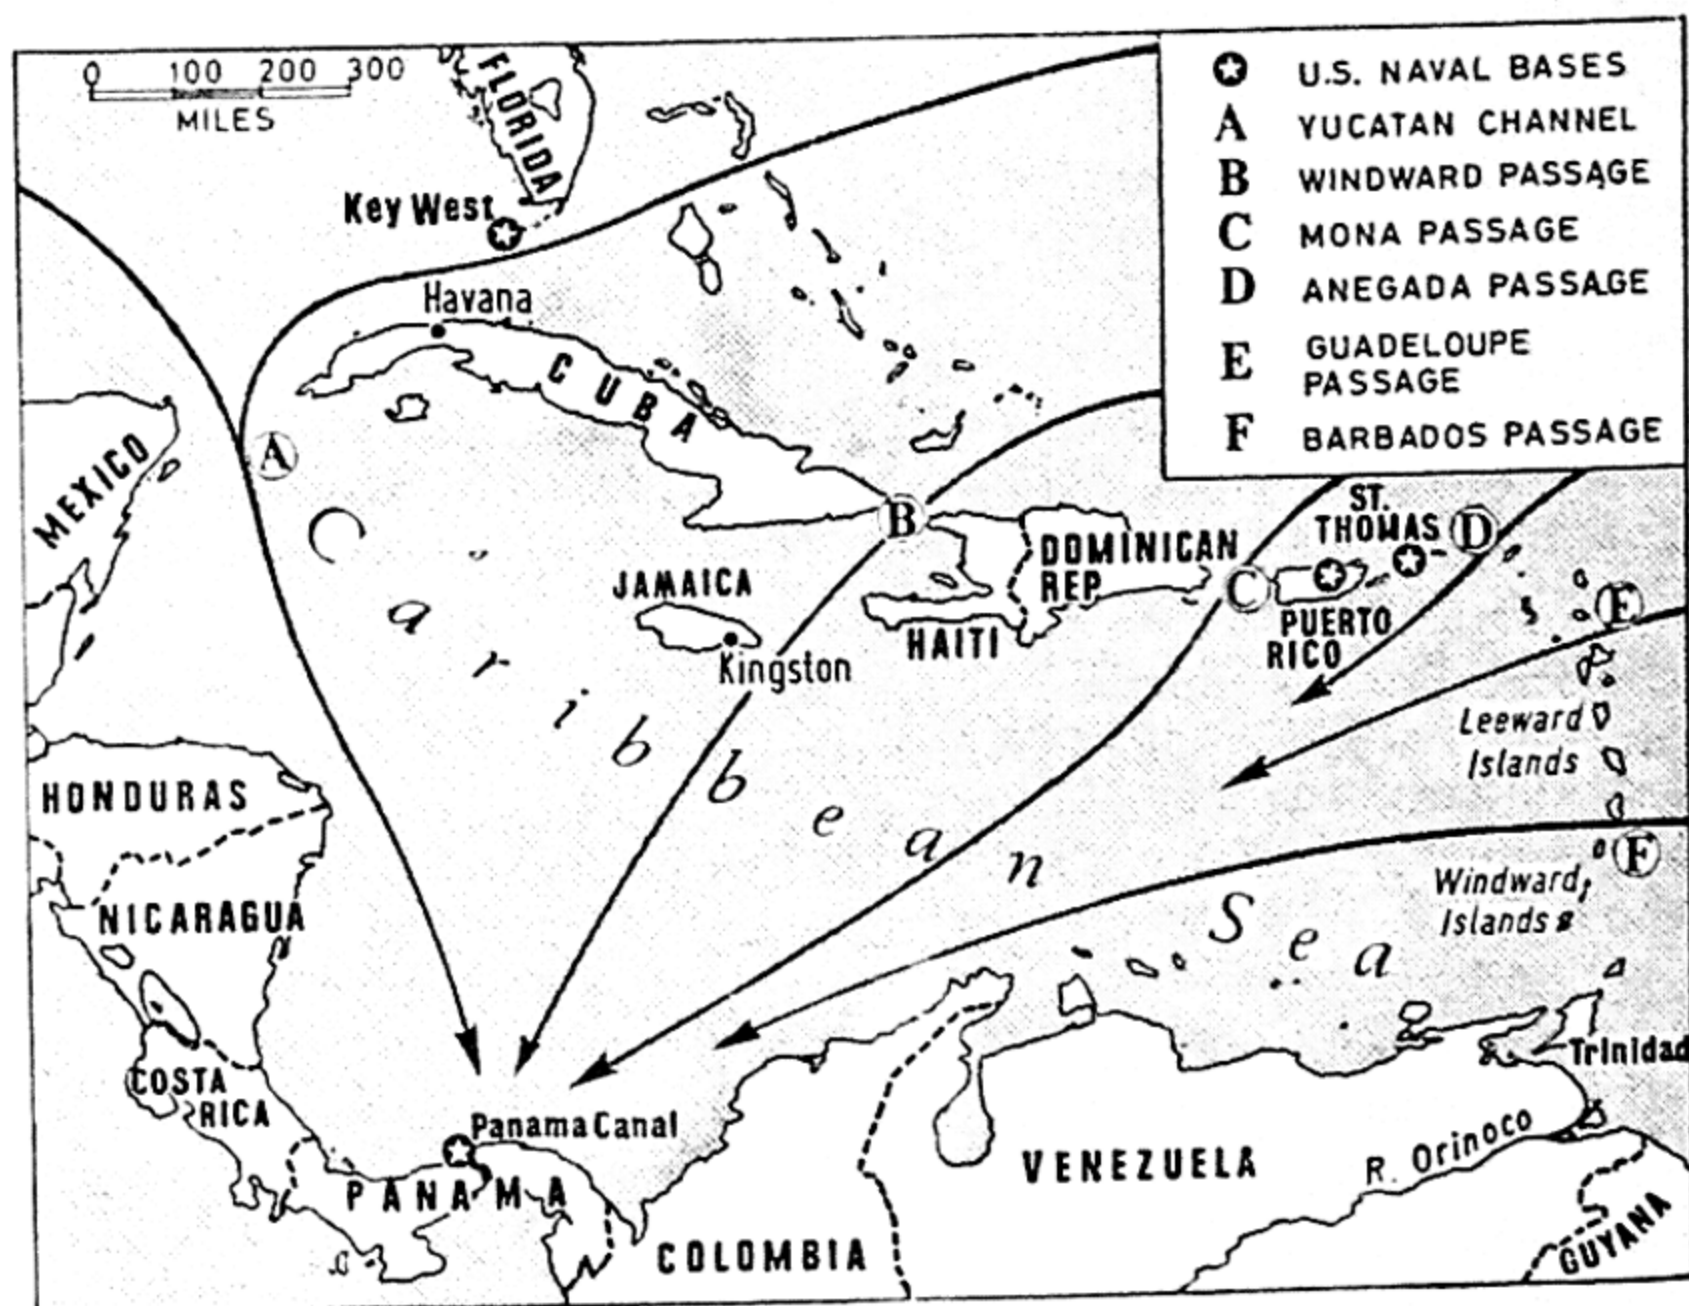 0 100 200 300
MILES
FLORIDA
Key West
Havana
CUBA
MEXICO
A
B
C
D
E
F
Caribbean Sea
JAMAICA
Kingston
HAITI
DOMINICAN
REP.
ST.
THOMAS
PUERTO
RICO
Leeward
Islands
Windward
Islands
HONDURAS
NICARAGUA
COSTA
RICA
Panama Canal
PANAMA
COLOMBIA
VENEZUELA
R. Orinoco
Trinidad
GUYANA
U.S. NAVAL BASES
A YUCATAN CHANNEL
B WINDWARD PASSAGE
C MONA PASSAGE
D ANEGADA PASSAGE
E GUADELOUPE
PASSAGE
F BARBADOS PASSAGE